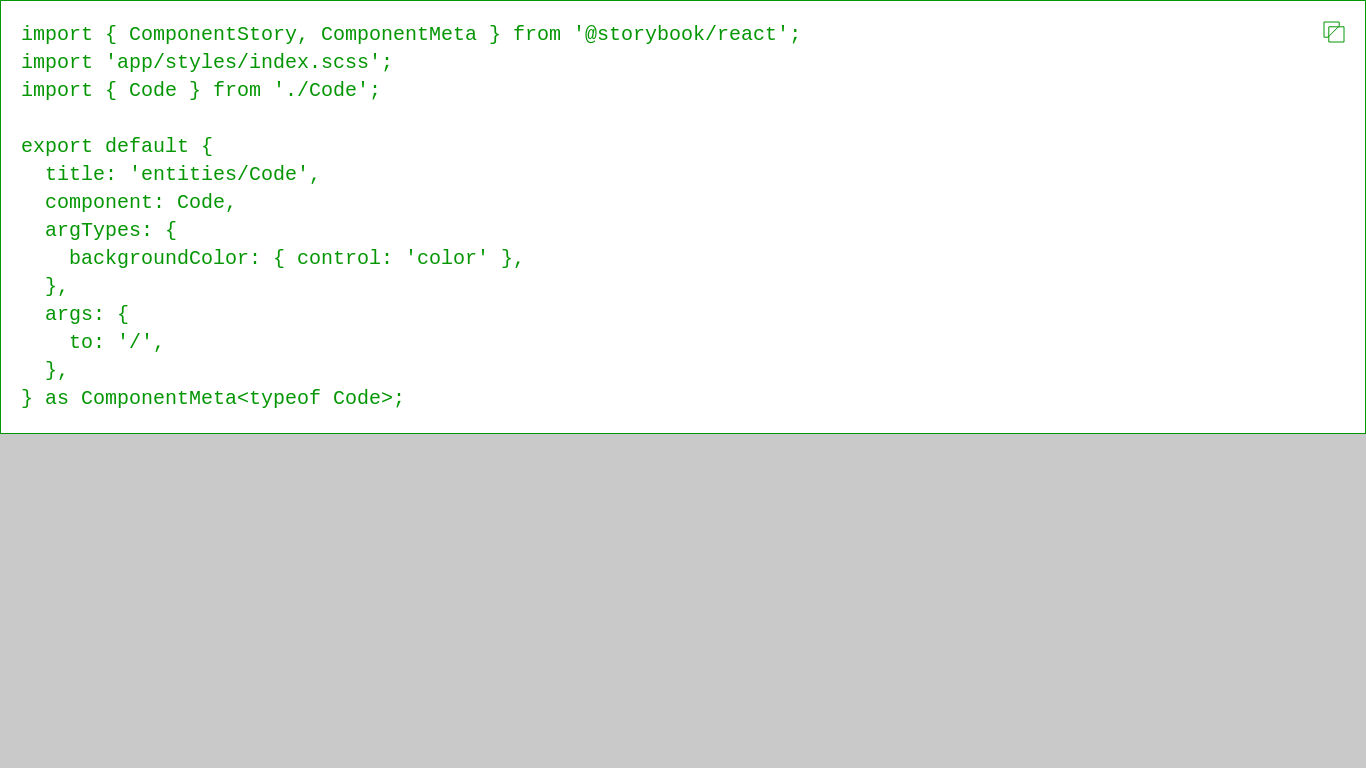 import { ComponentStory, ComponentMeta } from '@storybook/react';
import 'app/styles/index.scss';
import { Code } from './Code';

export default {
  title: 'entities/Code',
  component: Code,
  argTypes: {
    backgroundColor: { control: 'color' },
  },
  args: {
    to: '/',
  },
} as ComponentMeta<typeof Code>;